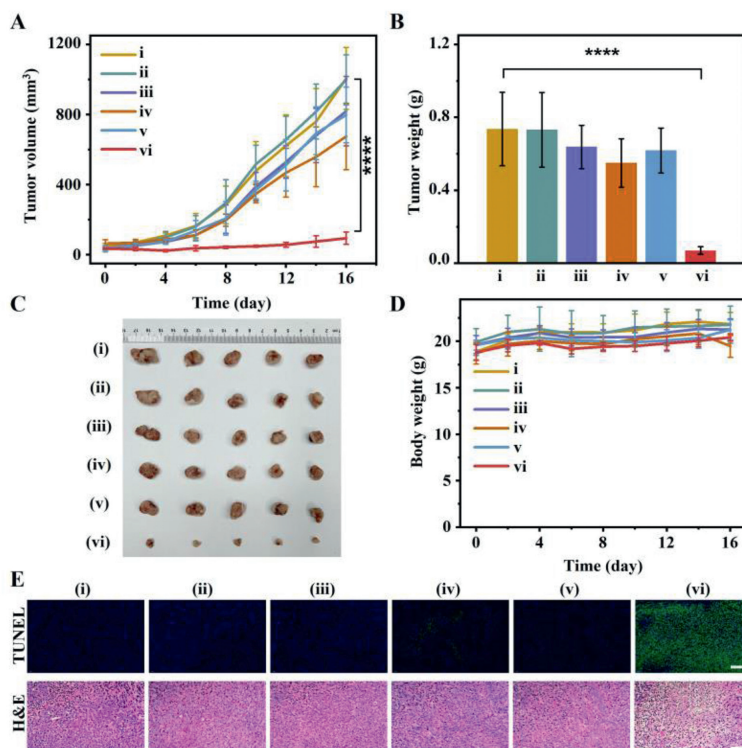 A
1200
800
400
0
Tumor volume (mm³)
i
ii
iii
iv
v
vi
****
0 4 8 12 16
Time (day)
B
1.2
0.8
0.4
0.0
Tumor weight (g)
****
i ii iii iv v vi
C
(i)
(ii)
(iii)
(iv)
(v)
(vi)
D
25
20
15
10
5
0
Body weight (g)
i
ii
iii
iv
v
vi
0 4 8 12 16
Time (day)
E
(i) (ii) (iii) (iv) (v) (vi)
TUNEL
H&E